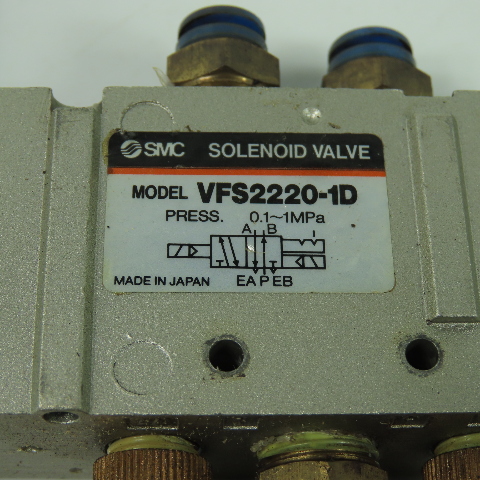 SMC SOLENOID VALVE
MODEL VFS2220-1D
PRESS. 0.1~1MPa
A B
MADE IN JAPAN EA P EB